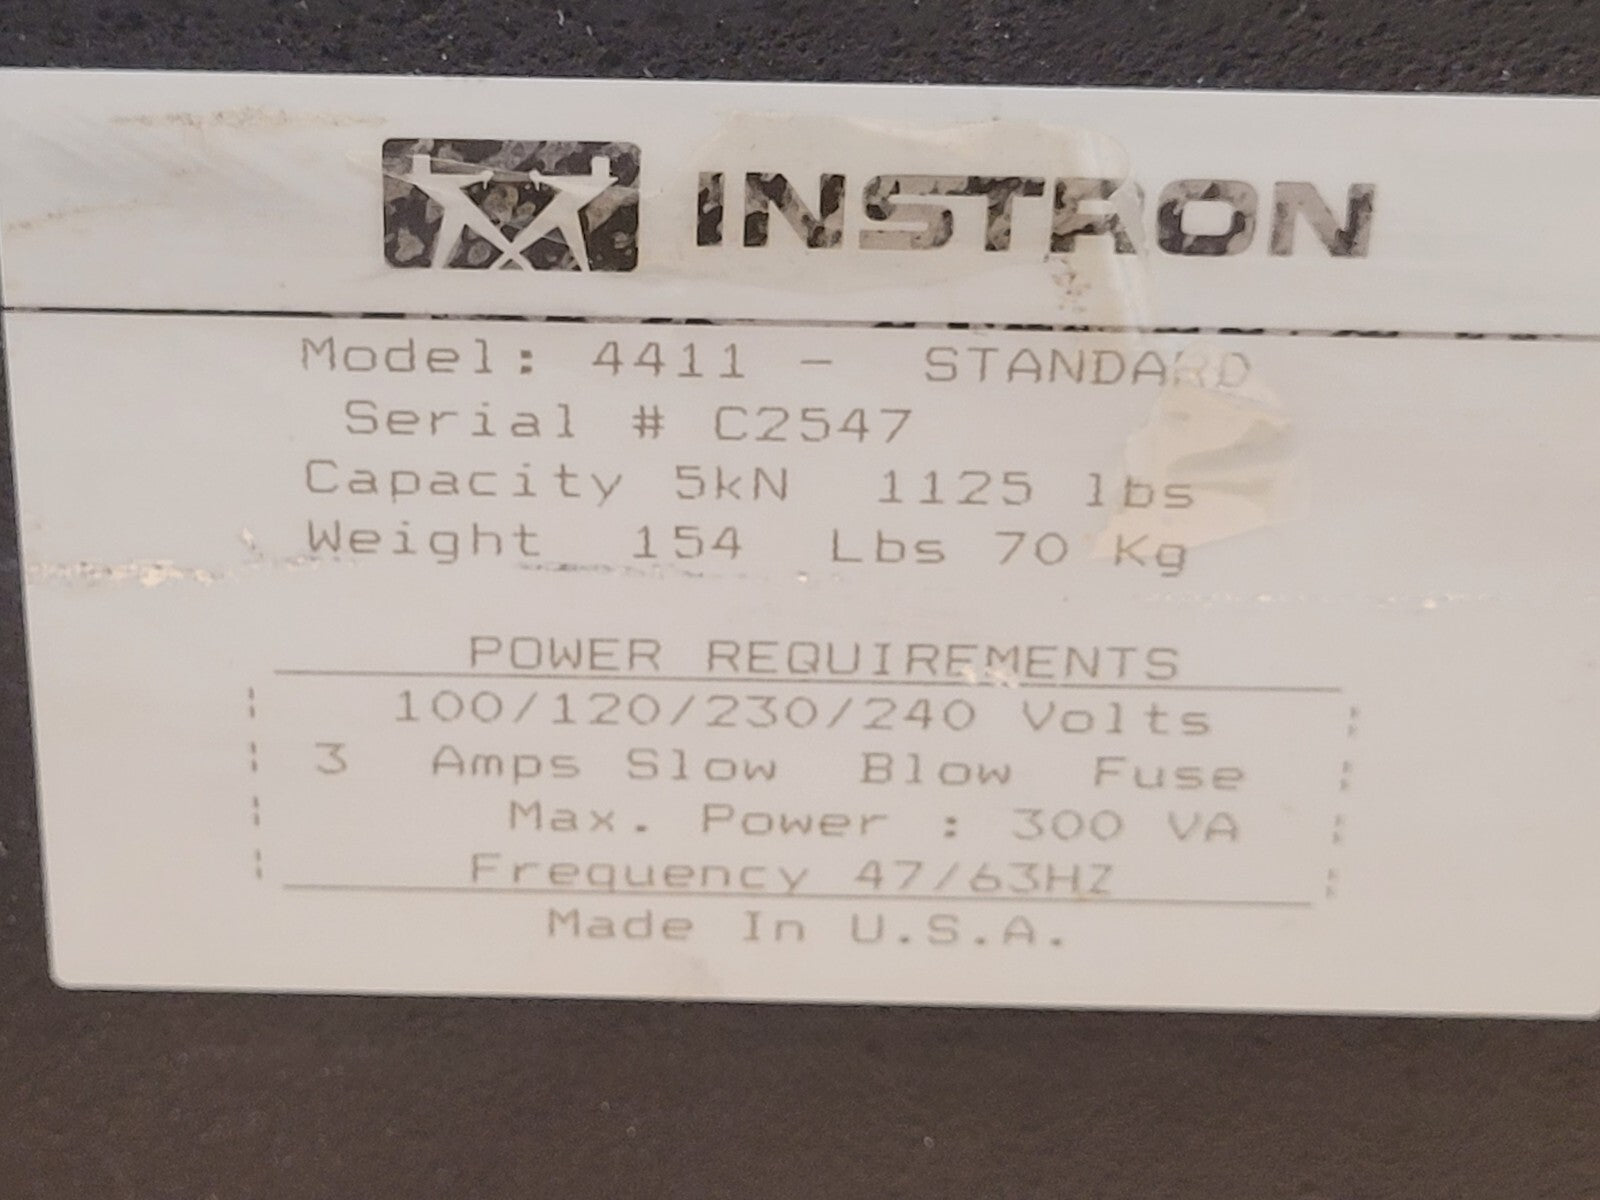 INSTRON
Model: 4411 - STANDARD
Serial # C2547
Capacity 5kN 1125 lbs
Weight 154 Lbs 70 Kg
POWER REQUIREMENTS
100/120/230/240 Volts
3 Amps Slow Blow Fuse
Max. Power : 300 VA
Frequency 47/63HZ
Made In U.S.A.